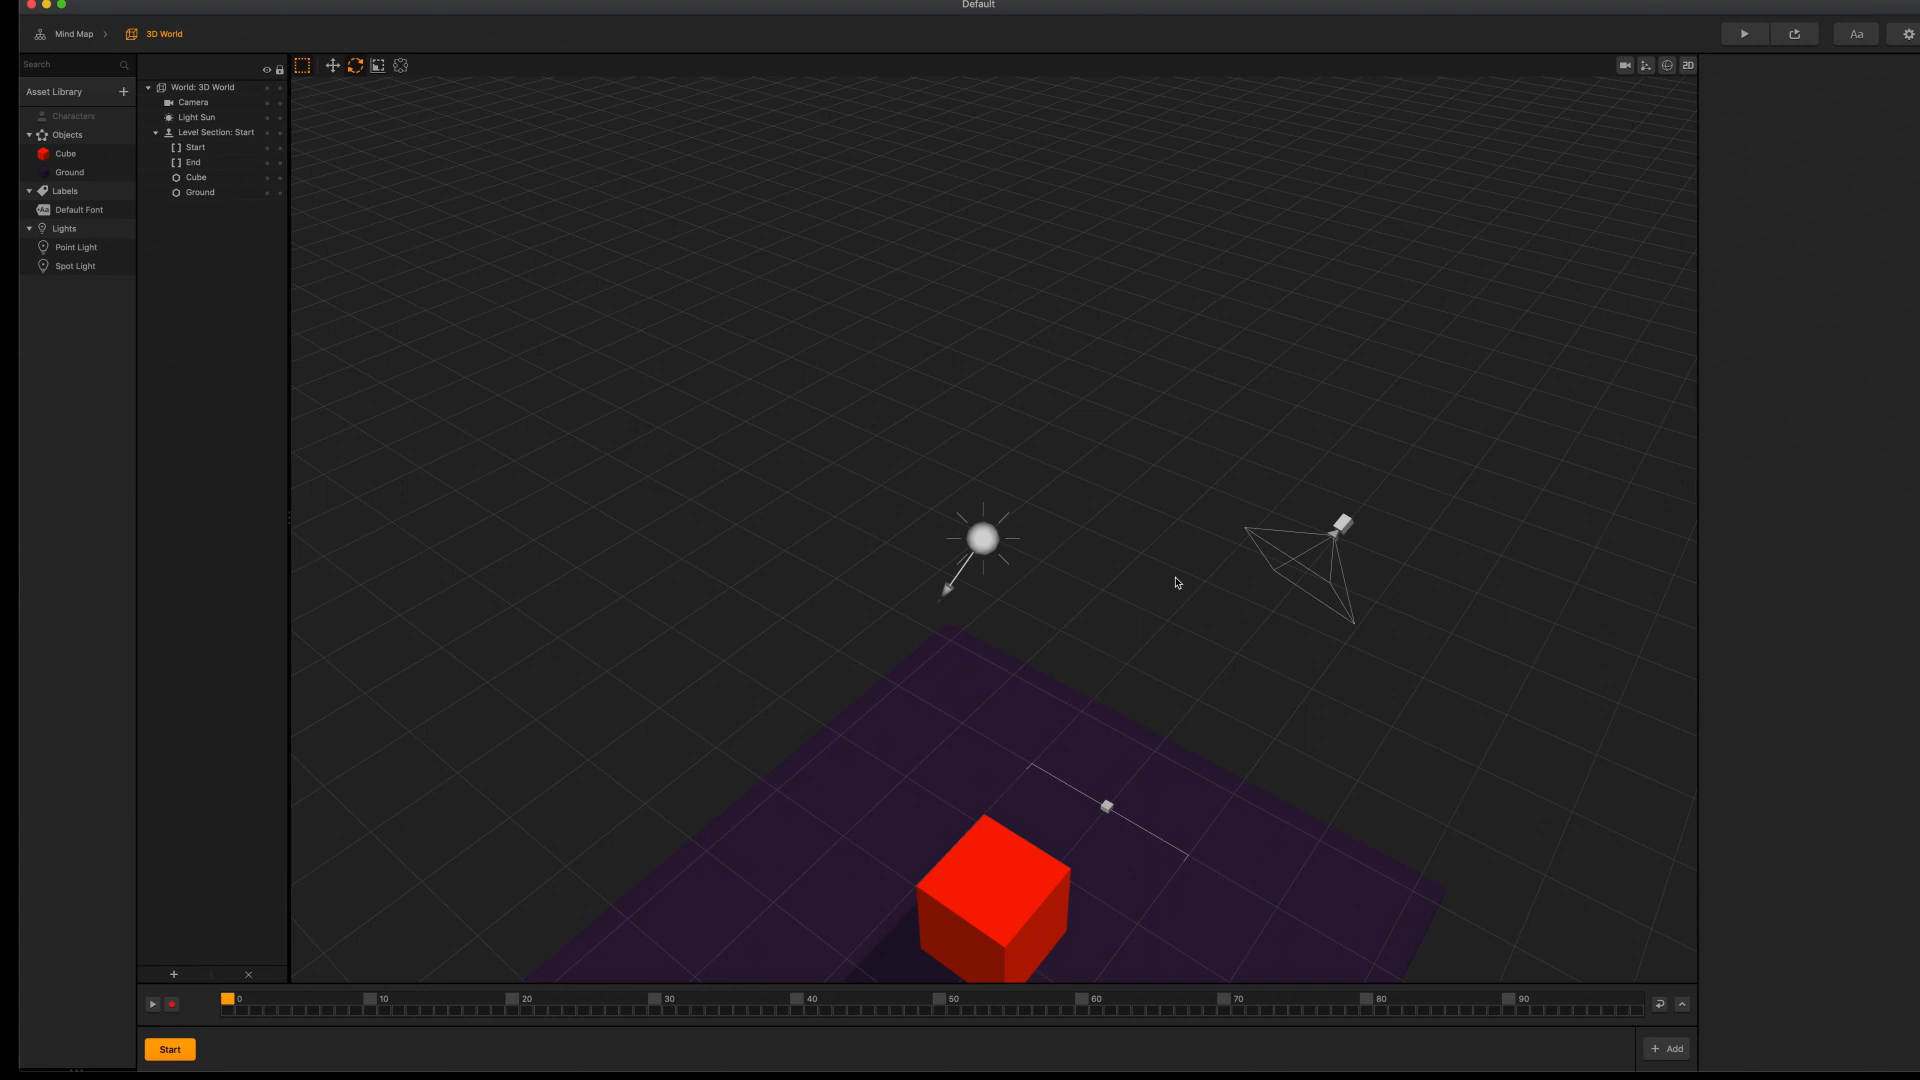 Default
Mind Map
3D World
Aa
Search
Asset Library
Characters
Objects
Cube
Ground
Labels
Aa
Default Font
Lights
Point Light
Spot Light
World: 3D World
Camera
Light Sun
Level Section: Start
Start
End
Cube
Ground
2D
0 10 20 30 40 50 60 70 80 90
Start
+ Add